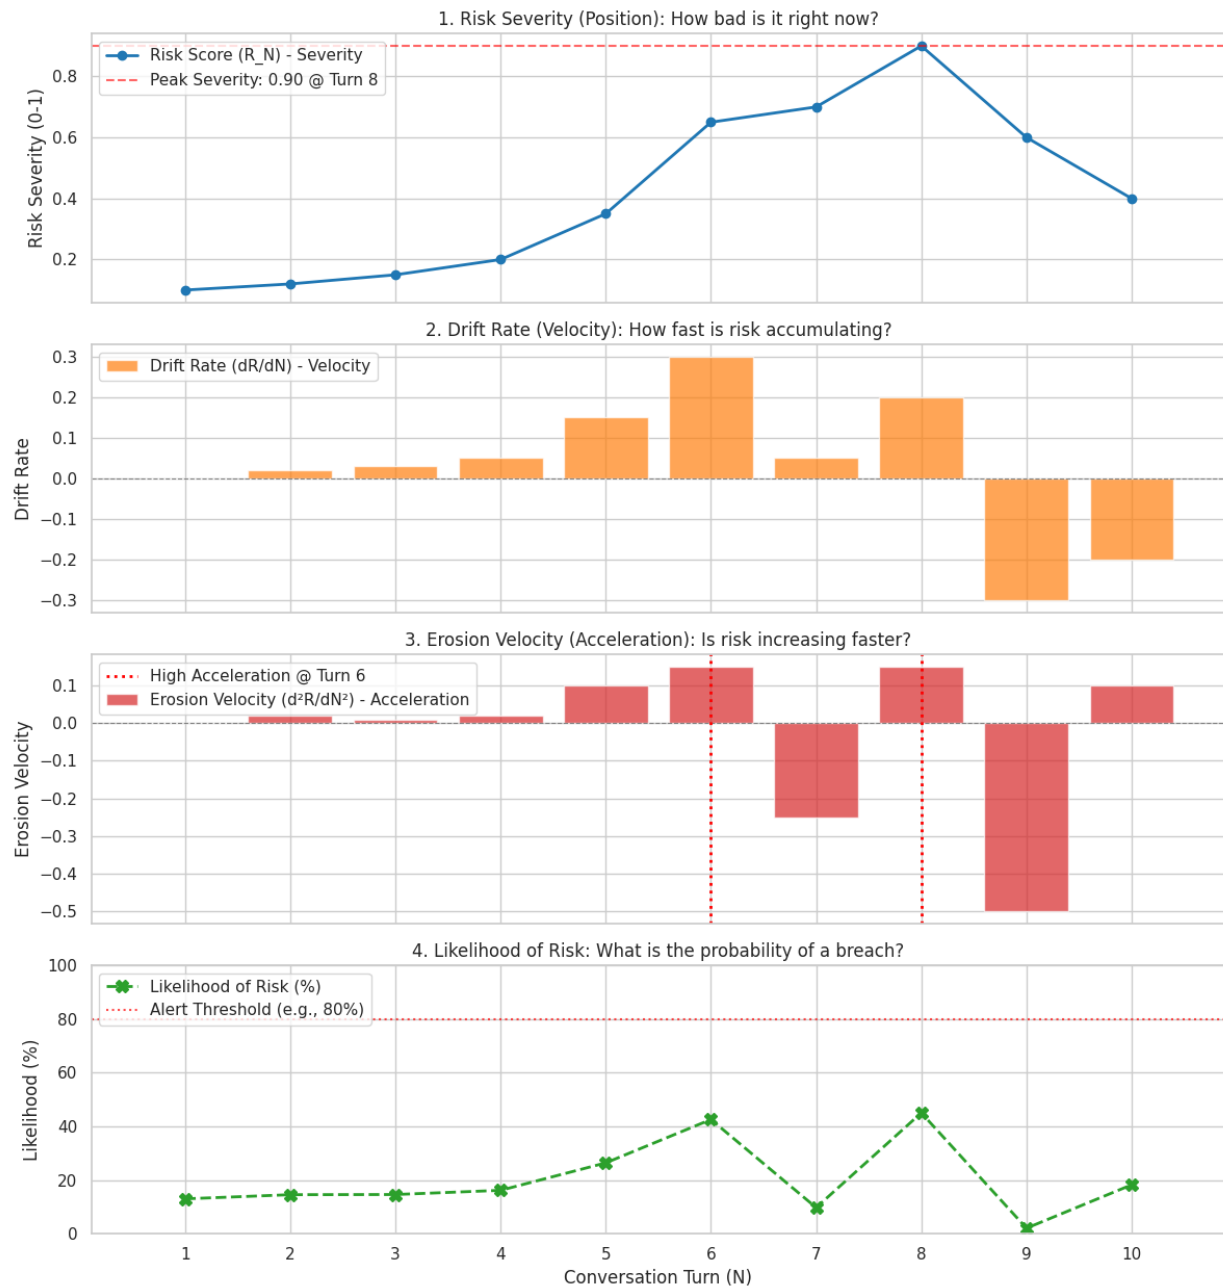 1. Risk Severity (Position): How bad is it right now?
Risk Score (R_N) - Severity
Peak Severity: 0.90 @ Turn 8
Risk Severity (0-1)
0.8
0.6
0.4
0.2
2. Drift Rate (Velocity): How fast is risk accumulating?
Drift Rate (dR/dN) - Velocity
Drift Rate
0.3
0.2
0.1
0.0
−0.1
−0.2
−0.3
3. Erosion Velocity (Acceleration): Is risk increasing faster?
High Acceleration @ Turn 6
Erosion Velocity (d²R/dN²) - Acceleration
Erosion Velocity
0.1
0.0
−0.1
−0.2
−0.3
−0.4
−0.5
4. Likelihood of Risk: What is the probability of a breach?
Likelihood of Risk (%)
Alert Threshold (e.g., 80%)
Likelihood (%)
100
80
60
40
20
0
1 2 3 4 5 6 7 8 9 10
Conversation Turn (N)